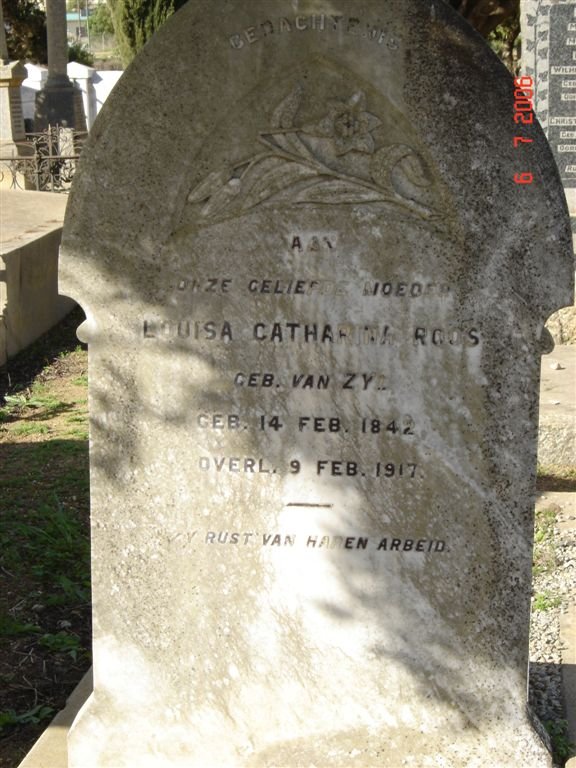 GEDACHTENIS
AAN
ONZE GELIEFDE MOEDER
LOUISA CATHARINA ROOS
GEB. VAN ZYL
GEB. 14 FEB. 1842
OVERL. 9 FEB. 1917.
ZY RUST VAN HAREN ARBEID.
6 7 2006